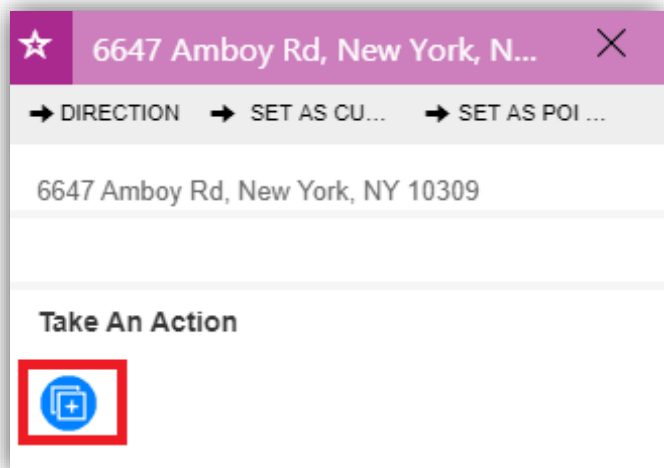 6647 Amboy Rd, New York, N...
DIRECTION SET AS CU... SET AS POI ...
6647 Amboy Rd, New York, NY 10309
Take An Action